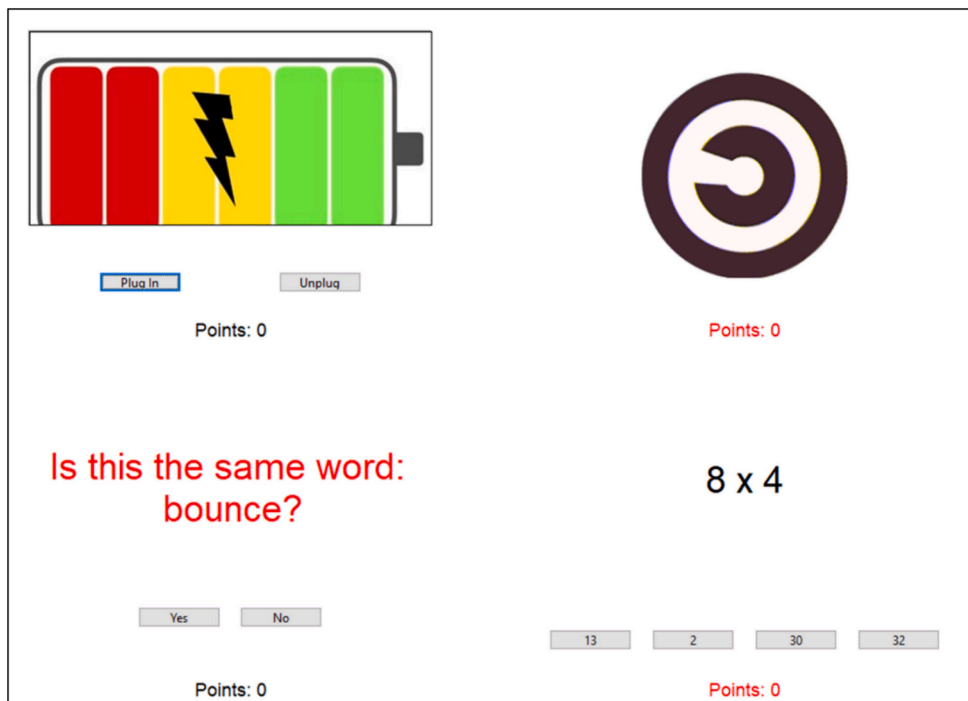 Plug In
Unplug
Points: 0
Points: 0
Is this the same word:
bounce?
Yes
No
Points: 0
8 x 4
13
2
30
32
Points: 0